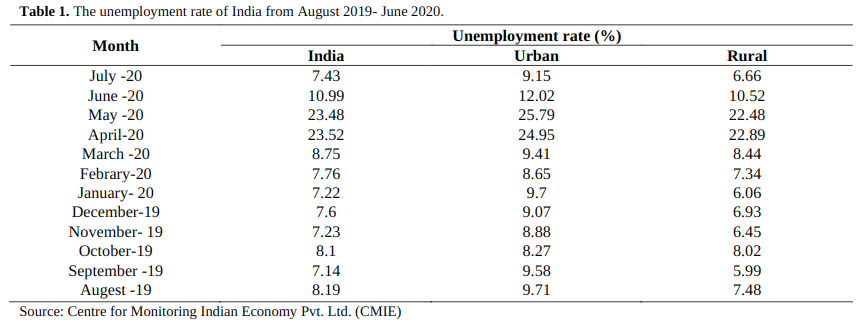 Table 1. The unemployment rate of India from August 2019- June 2020.
Month Unemployment rate (%)
India Urban Rural
July -20 7.43 9.15 6.66
June -20 10.99 12.02 10.52
May -20 23.48 25.79 22.48
April-20 23.52 24.95 22.89
March -20 8.75 9.41 8.44
Febrary-20 7.76 8.65 7.34
January- 20 7.22 9.7 6.06
December-19 7.6 9.07 6.93
November- 19 7.23 8.88 6.45
October-19 8.1 8.27 8.02
September -19 7.14 9.58 5.99
Augest -19 8.19 9.71 7.48
Source: Centre for Monitoring Indian Economy Pvt. Ltd. (CMIE)